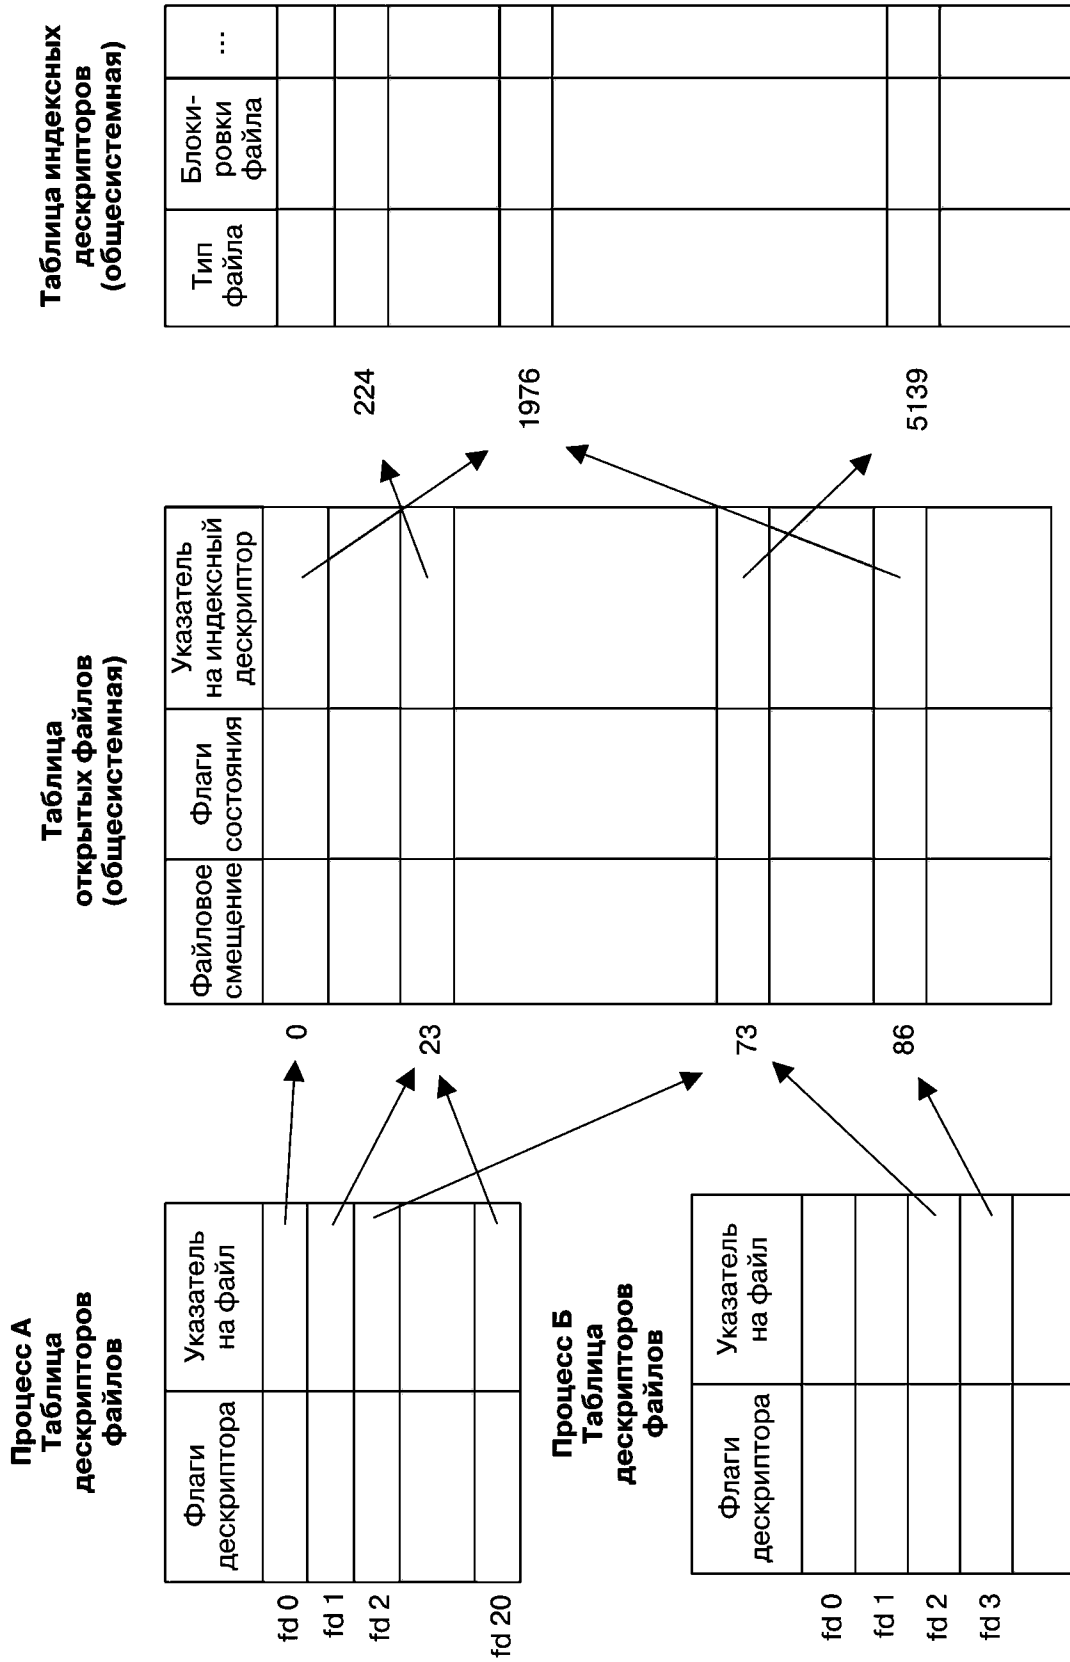 Процесс А
Таблица
дескрипторов
файлов
Флаги
дескриптора
Указатель
на файл
fd 0
fd 1
fd 2
fd 20
Процесс Б
Таблица
дескрипторов
файлов
Флаги
дескриптора
Указатель
на файл
fd 0
fd 1
fd 2
fd 3
Таблица
открытых файлов
(общесистемная)
Файловое
смещение
Флаги
состояния
Указатель
на индексный
дескриптор
0
23
73
86
Таблица индексных
дескрипторов
(общесистемная)
Тип
файла
Блоки-
ровки
файла
...
224
1976
5139